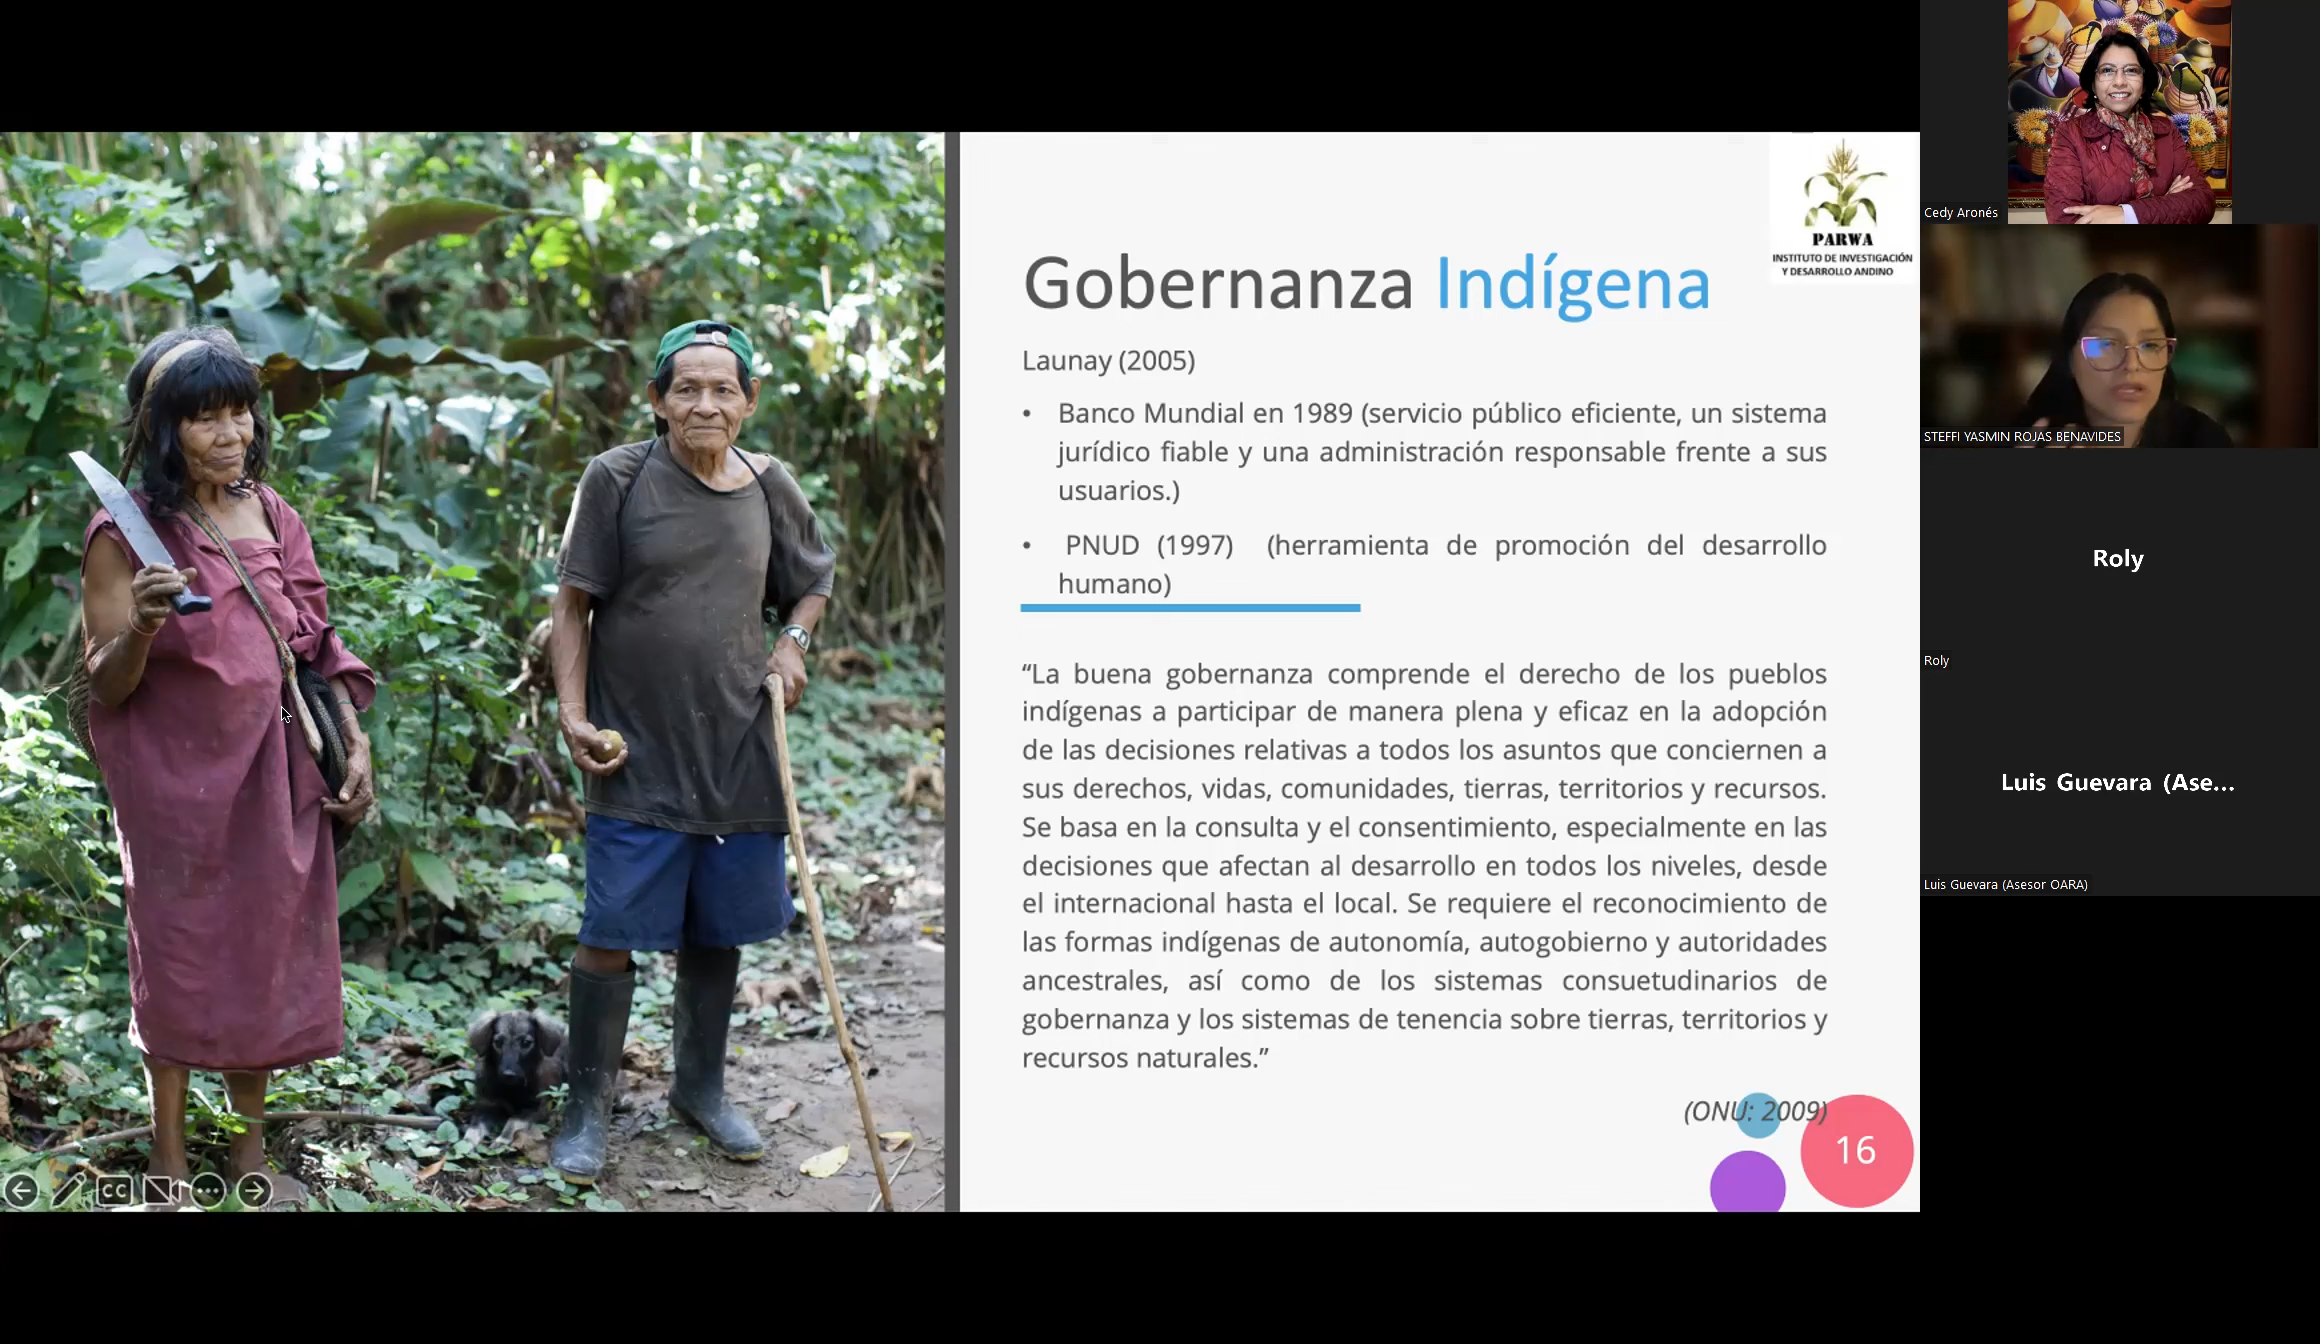 PARWA
INSTITUTO DE INVESTIGACIÓN
Y DESARROLLO ANDINO
Gobernanza Indígena
Launay (2005)
• Banco Mundial en 1989 (servicio público eficiente, un sistema
jurídico fiable y una administración responsable frente a sus
usuarios.)
• PNUD (1997) (herramienta de promoción del desarrollo
humano)
“La buena gobernanza comprende el derecho de los pueblos
indígenas a participar de manera plena y eficaz en la adopción
de las decisiones relativas a todos los asuntos que conciernen a
sus derechos, vidas, comunidades, tierras, territorios y recursos.
Se basa en la consulta y el consentimiento, especialmente en las
decisiones que afectan al desarrollo en todos los niveles, desde
el internacional hasta el local. Se requiere el reconocimiento de
las formas indígenas de autonomía, autogobierno y autoridades
ancestrales, así como de los sistemas consuetudinarios de
gobernanza y los sistemas de tenencia sobre tierras, territorios y
recursos naturales.”
(ONU: 2009)
16
CC
Cedy Aronés
STEFFI YASMIN ROJAS BENAVIDES
Roly
Roly
Luis Guevara (Ase...
Luis Guevara (Asesor OARA)